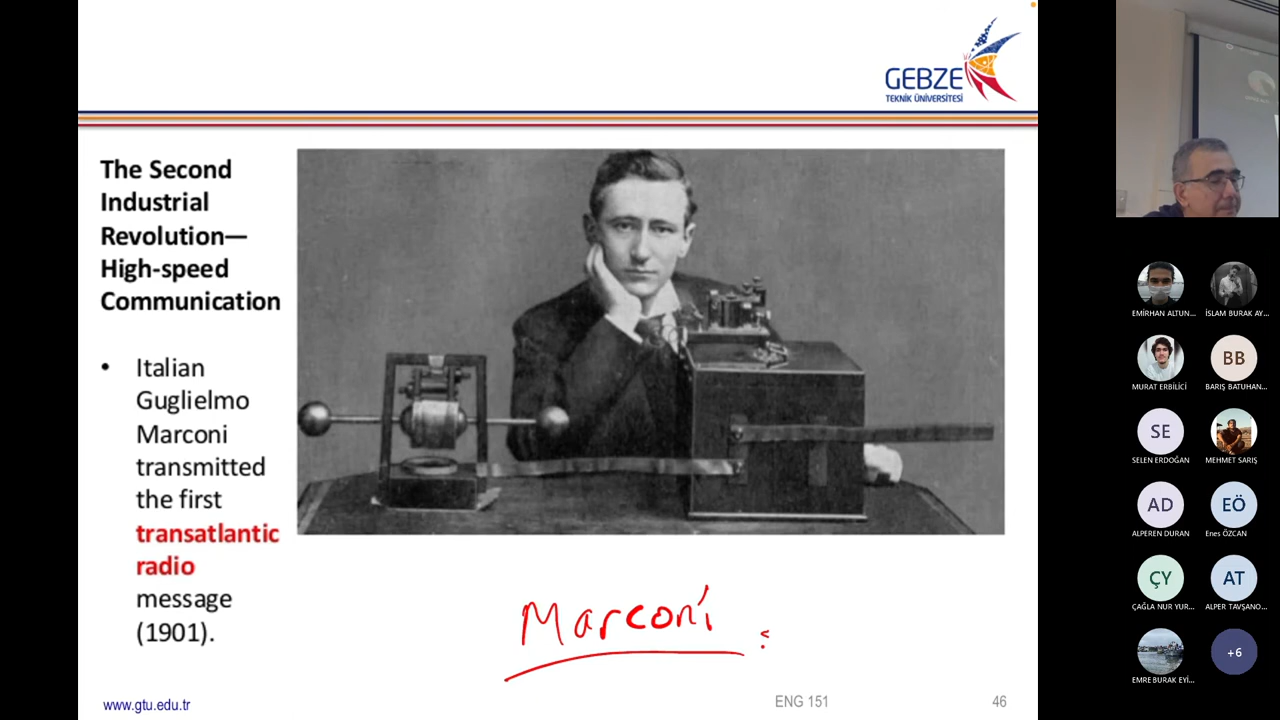 GEBZE
TEKNİK ÜNİVERSİTESİ
The Second
Industrial
Revolution—
High-speed
Communication
• Italian
Guglielmo
Marconi
transmitted
the first
transatlantic
radio
message
(1901).
Marconi :
www.gtu.edu.tr
ENG 151
46
EMİRHAN ALTUN...
İSLAM BURAK AY...
MURAT ERBİLİCİ
BB
BARIŞ BATUHAN...
SE
SELEN ERDOĞAN
MEHMET SARIŞ
AD
ALPEREN DURAN
EÖ
Enes ÖZCAN
ÇY
ÇAĞLA NUR YUR...
AT
ALPER TAVŞANO...
EMRE BURAK EYİ...
+6